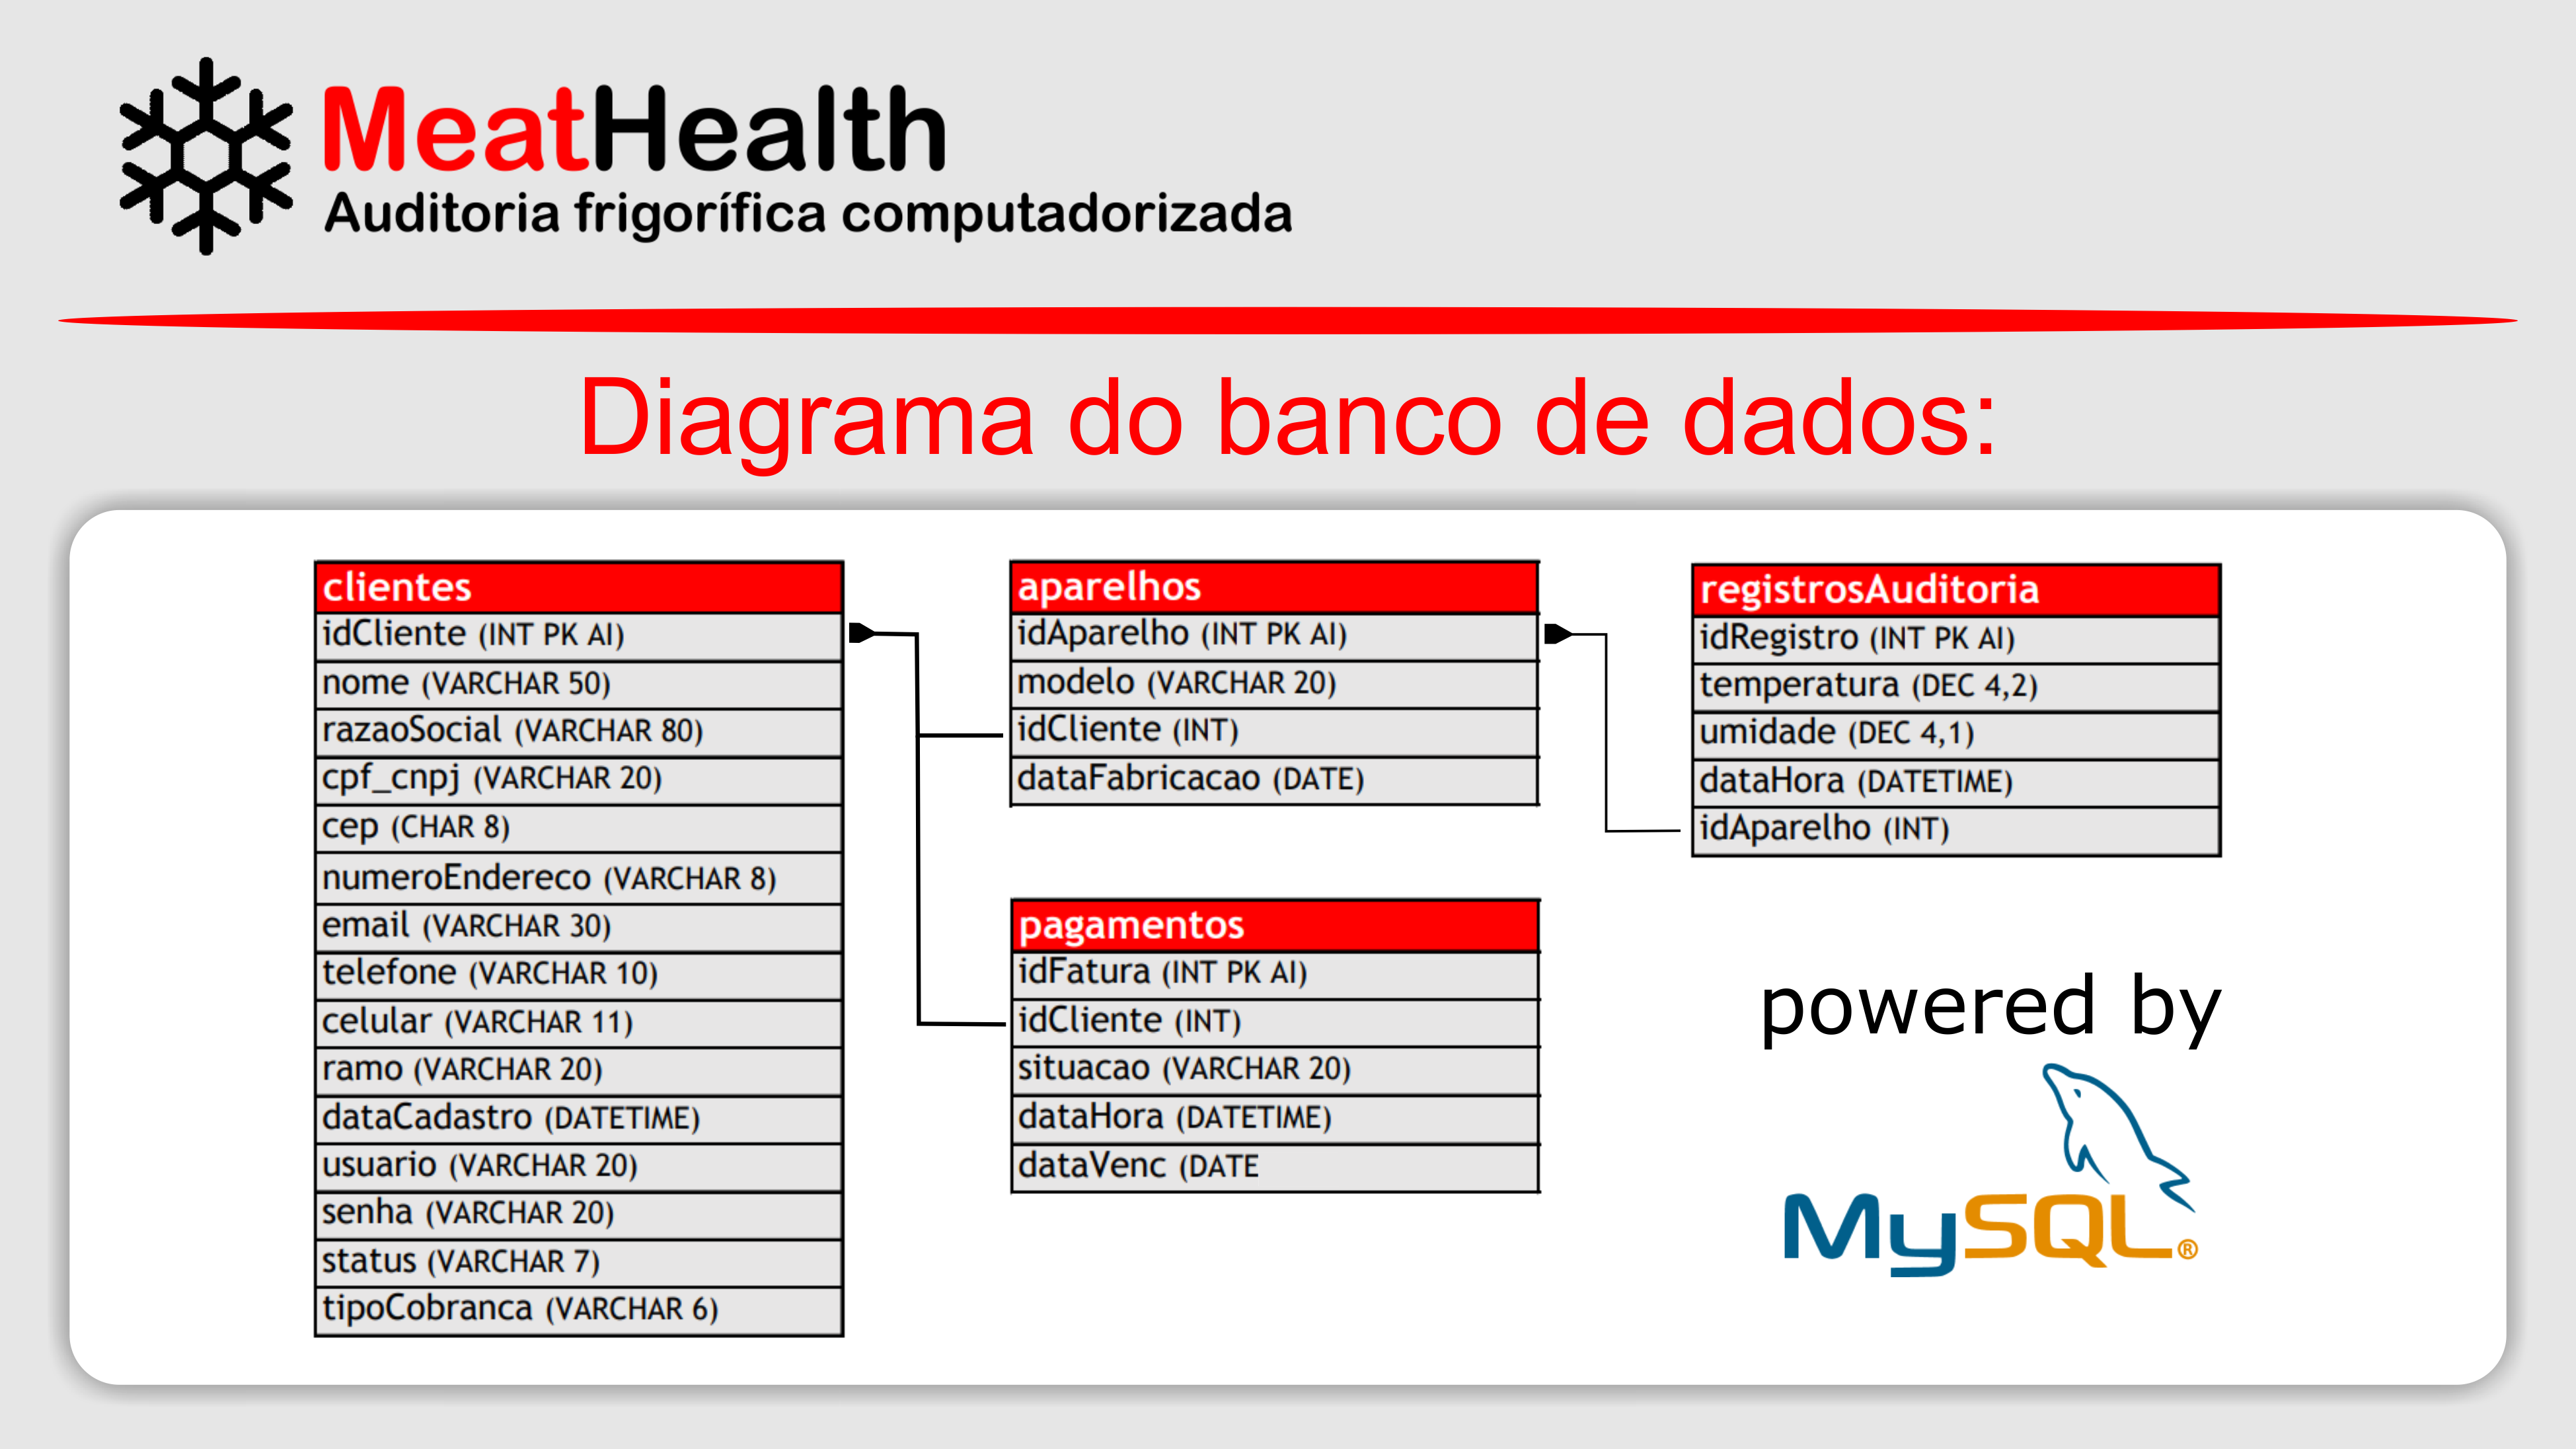 MeatHealth
Auditoria frigorífica computadorizada
Diagrama do banco de dados:
clientes
idCliente (INT PK AI)
nome (VARCHAR 50)
razaoSocial (VARCHAR 80)
cpf_cnpj (VARCHAR 20)
cep (CHAR 8)
numeroEndereco (VARCHAR 8)
email (VARCHAR 30)
telefone (VARCHAR 10)
celular (VARCHAR 11)
ramo (VARCHAR 20)
dataCadastro (DATETIME)
usuario (VARCHAR 20)
senha (VARCHAR 20)
status (VARCHAR 7)
tipoCobranca (VARCHAR 6)
aparelhos
idAparelho (INT PK AI)
modelo (VARCHAR 20)
idCliente (INT)
dataFabricacao (DATE)
pagamentos
idFatura (INT PK AI)
idCliente (INT)
situacao (VARCHAR 20)
dataHora (DATETIME)
dataVenc (DATE
registrosAuditoria
idRegistro (INT PK AI)
temperatura (DEC 4,2)
umidade (DEC 4,1)
dataHora (DATETIME)
idAparelho (INT)
powered by
MySQL®